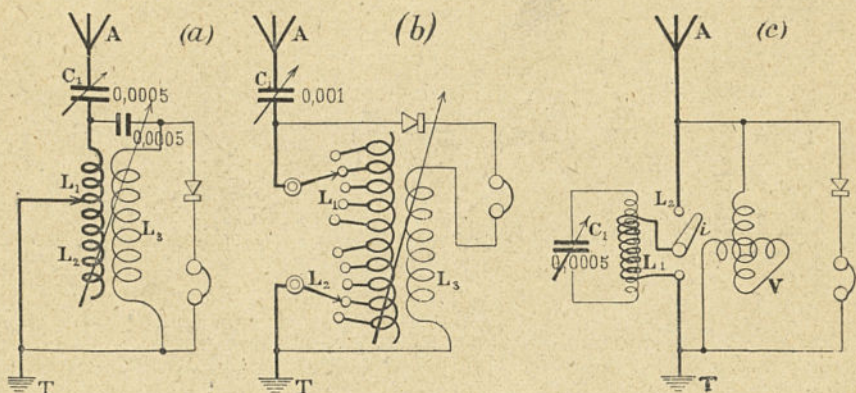 (a)
A
C₁
0,0005
0,0005
L₁
L₂
L₃
T
(b)
A
C₁
0,001
L₁
L₂
L₃
T
(c)
A
L₂
i
C₁
0,0005
L₁
V
T